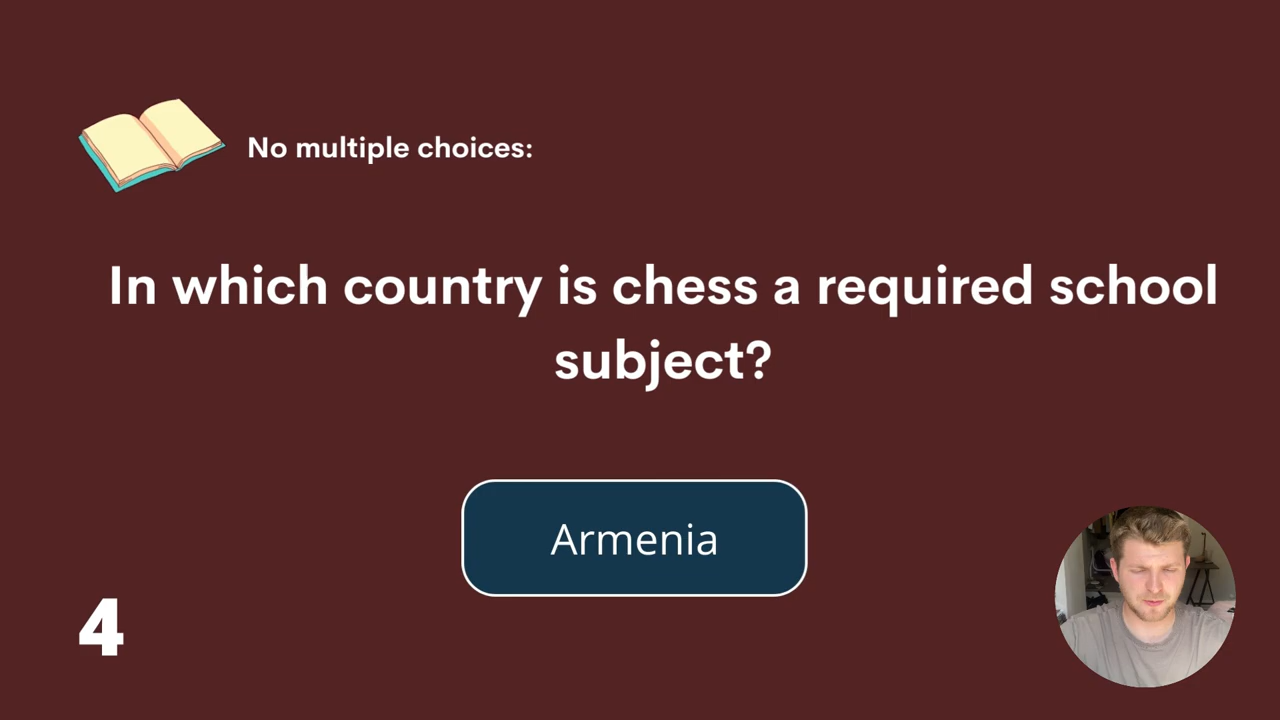 No multiple choices:
In which country is chess a required school
subject?
Armenia
4